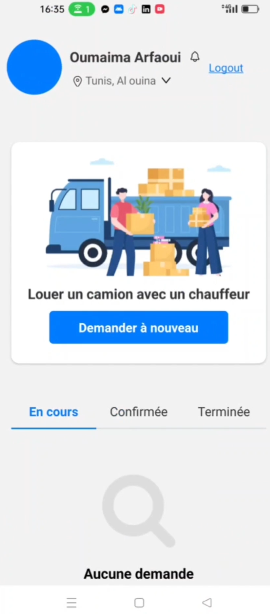 16:35
1
Oumaima Arfaoui
Logout
Tunis, Al ouina
Louer un camion avec un chauffeur
Demander à nouveau
En cours
Confirmée
Terminée
Aucune demande